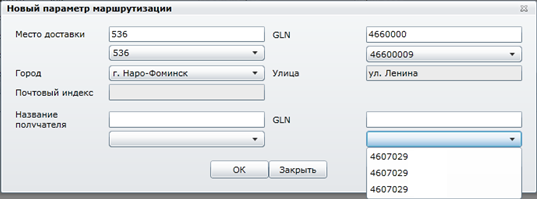 Новый параметр маршрутизации
Место доставки 536 GLN 4660000
536 46600009
Город г. Наро-Фоминск Улица ул. Ленина
Почтовый индекс
Название
получателя GLN
OK Закрыть
4607029
4607029
4607029